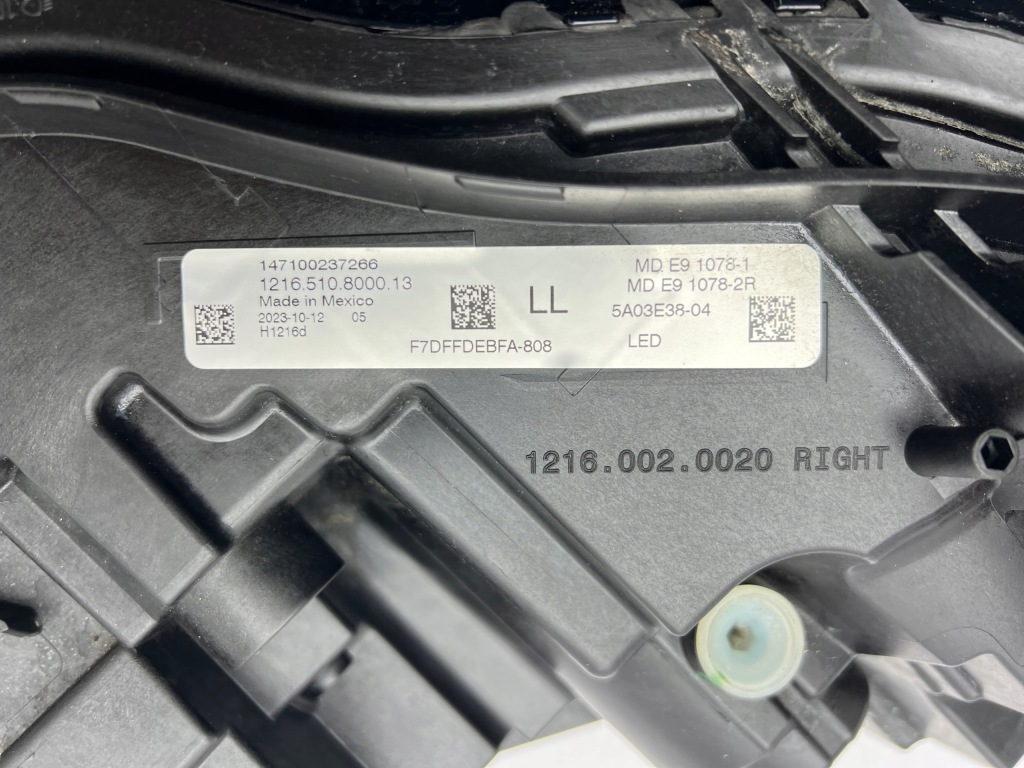 147100237266
1216.510.8000.13
Made in Mexico
2023-10-12 05
H1216d
LL
F7DFFDEBFA-808
MD E9 1078-1
MD E9 1078-2R
5A03E38-04
LED
1216.002.0020 RIGHT